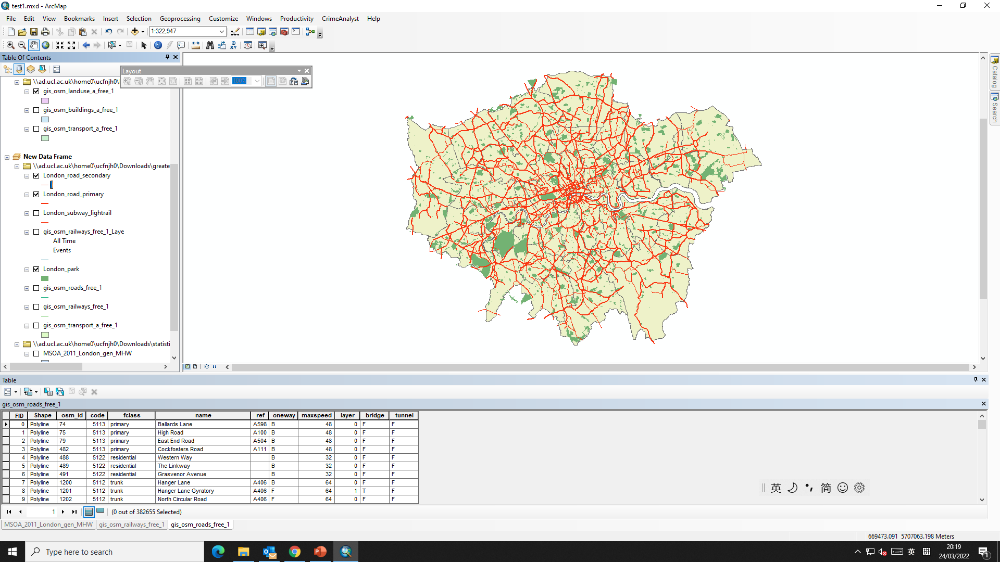 test1.mxd - ArcMap
File Edit View Bookmarks Insert Selection Geoprocessing Customize Windows Productivity CrimeAnalyst Help
1:322,947
Table Of Contents
Layout
100%
\\ad.ucl.ac.uk\home0\ucfnjh0\
gis_osm_landuse_a_free_1
gis_osm_buildings_a_free_1
gis_osm_transport_a_free_1
New Data Frame
\\ad.ucl.ac.uk\home0\ucfnjh0\Downloads\greate
London_road_secondary
London_road_primary
London_subway_lightrail
gis_osm_railways_free_1_Laye
All Time
Events
London_park
gis_osm_roads_free_1
gis_osm_railways_free_1
gis_osm_transport_a_free_1
\\ad.ucl.ac.uk\home0\ucfnjh0\Downloads\statisti
MSOA_2011_London_gen_MHW
Catalog
Search
Table
gis_osm_roads_free_1
FID Shape osm_id code fclass name ref oneway maxspeed layer bridge tunnel
0 Polyline 74 5113 primary Ballards Lane A598 B 48 0 F F
1 Polyline 75 5113 primary High Road A100 B 48 0 F F
2 Polyline 79 5113 primary East End Road A504 B 48 0 F F
3 Polyline 482 5113 primary Cockfosters Road A111 B 48 0 F F
4 Polyline 488 5122 residential Western Way B 32 0 F F
5 Polyline 489 5122 residential The Linkway B 32 0 F F
6 Polyline 491 5122 residential Grasvenor Avenue B 32 0 F F
7 Polyline 1200 5112 trunk Hanger Lane A406 B 64 0 F F
8 Polyline 1201 5112 trunk Hanger Lane Gyratory A406 F 64 1 T F
9 Polyline 1202 5112 trunk North Circular Road A406 F 64 0 F F
英 简
1 (0 out of 382655 Selected)
MSOA_2011_London_gen_MHW gis_osm_railways_free_1 gis_osm_roads_free_1
669473.091 5707063.198 Meters
Type here to search
英 拼
20:19
24/03/2022
1